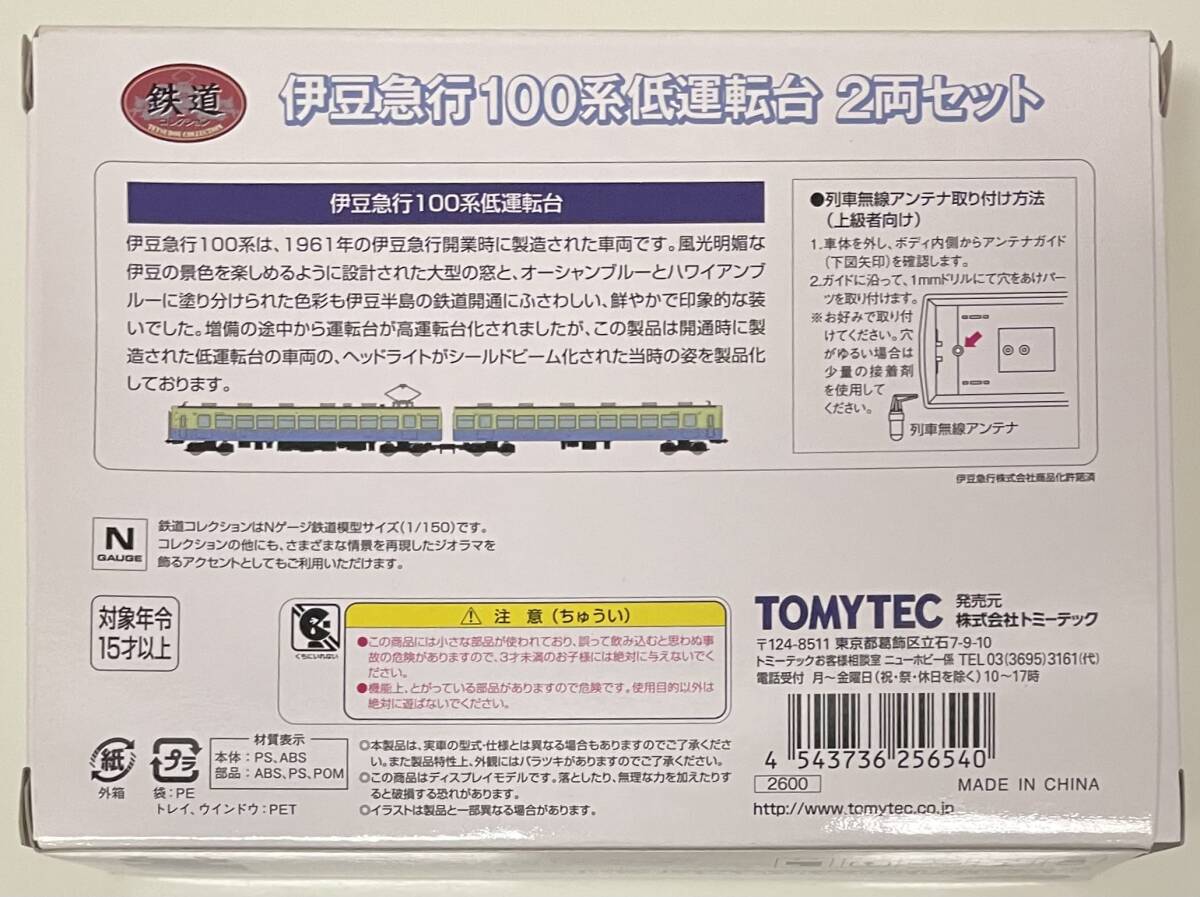 鉄道
コレクション
TETSUDOU COLLECTION
伊豆急行100系低運転台 2両セット
伊豆急行100系低運転台
伊豆急行100系は、1961年の伊豆急行開業時に製造された車両です。風光明媚な
伊豆の景色を楽しめるように設計された大型の窓と、オーシャンブルーとハワイアンブ
ルーに塗り分けられた色彩も伊豆半島の鉄道開通にふさわしい、鮮やかで印象的な装
いでした。増備の途中から運転台が高運転台化されましたが、この製品は開通時に製
造された低運転台の車両の、ヘッドライトがシールドビーム化された当時の姿を製品化
しております。
●列車無線アンテナ取り付け方法
(上級者向け)
1.車体を外し、ボディ内側からアンテナガイド
(下図矢印)を確認します。
2.ガイドに沿って、1mmドリルにて穴をあけパー
ツを取り付けます。
※お好みで取り付
けてください。穴
がゆるい場合は
少量の接着剤
を使用して
ください。
列車無線アンテナ
伊豆急行株式会社商品化許諾済
N
GAUGE
鉄道コレクションはNゲージ鉄道模型サイズ(1/150)です。
コレクションの他にも、さまざまな情景を再現したジオラマを
飾るアクセントとしてもご利用いただけます。
対象年令
15才以上
くちにいれない
⚠ 注 意 (ちゅうい)
●この商品には小さな部品が使われており、誤って飲み込むと思わぬ事
故の危険がありますので、3才未満のお子様には絶対に与えないでく
ださい。
●機能上、とがっている部品がありますので危険です。使用目的以外は
絶対に遊ばないでください。
TOMYTEC 発売元
株式会社トミーテック
〒124-8511 東京都葛飾区立石7-9-10
トミーテックお客様相談室 ニューホビー係 TEL 03(3695)3161(代)
電話受付 月〜金曜日(祝・祭・休日を除く)10〜17時
4 543736 256540
2600
MADE IN CHINA
http://www.tomytec.co.jp
紙
外箱
プラ
袋:PE
トレイ、ウインドウ:PET
材質表示
本体:PS、ABS
部品:ABS、PS、POM
◎本製品は、実車の型式・仕様とは異なる場合もありますのでご了承くださ
い。また製品特性上、外観にはバラツキがありますのでご了承ください。
◎この商品はディスプレイモデルです。落としたり、無理な力を加えたりす
ると破損する恐れがあります。
◎イラストは製品と一部異なる場合があります。